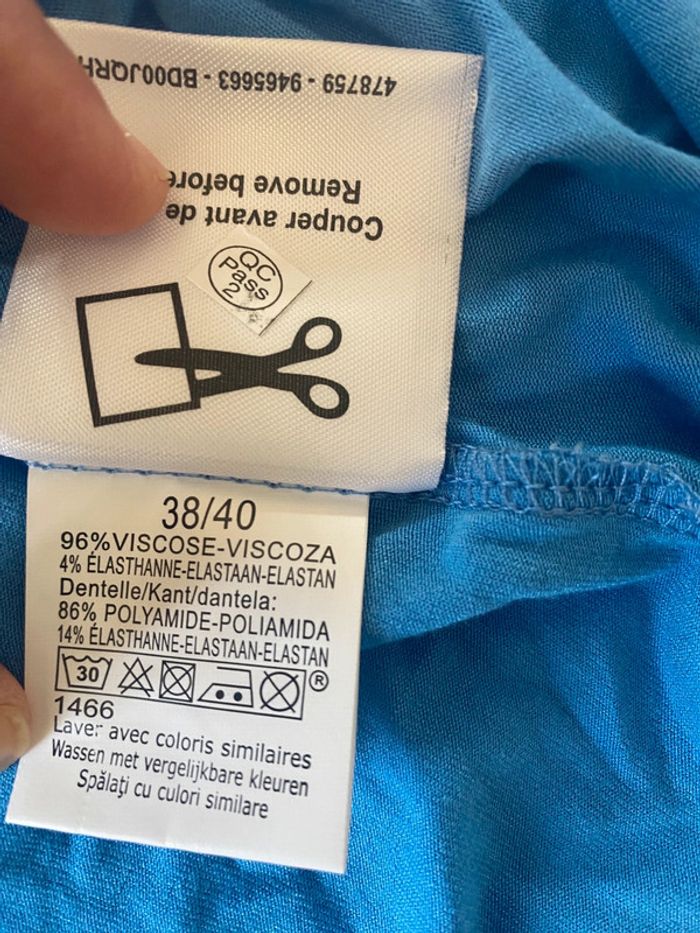 478759 - 9465663 - BD00JQRH
Couper avant de
Remove before
QC
Pass
2
38/40
96%VISCOSE-VISCOZA
4% ÉLASTHANNE-ELASTAAN-ELASTAN
Dentelle/Kant/dantela:
86% POLYAMIDE-POLIAMIDA
14% ÉLASTHANNE-ELASTAAN-ELASTAN
30
®
1466
Laver avec coloris similaires
Wassen met vergelijkbare kleuren
Spălați cu culori similare